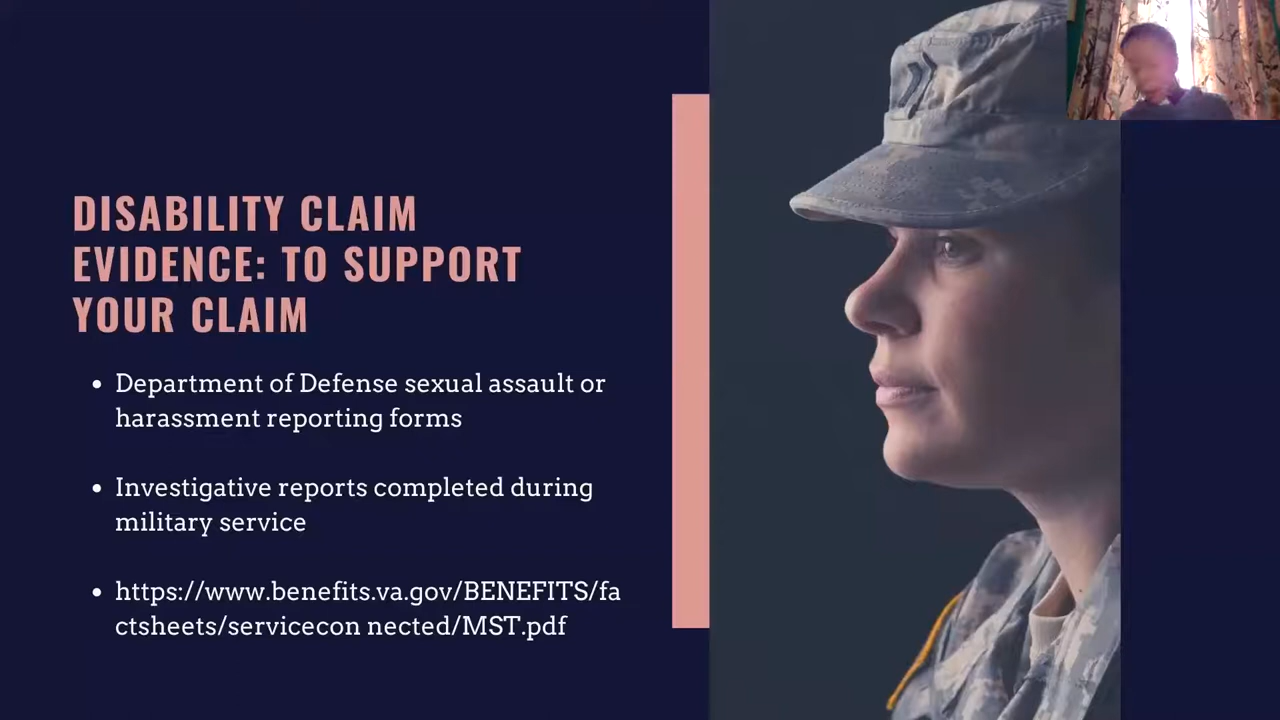 DISABILITY CLAIM
EVIDENCE: TO SUPPORT
YOUR CLAIM
• Department of Defense sexual assault or
harassment reporting forms
• Investigative reports completed during
military service
• https://www.benefits.va.gov/BENEFITS/fa
ctsheets/servicecon nected/MST.pdf